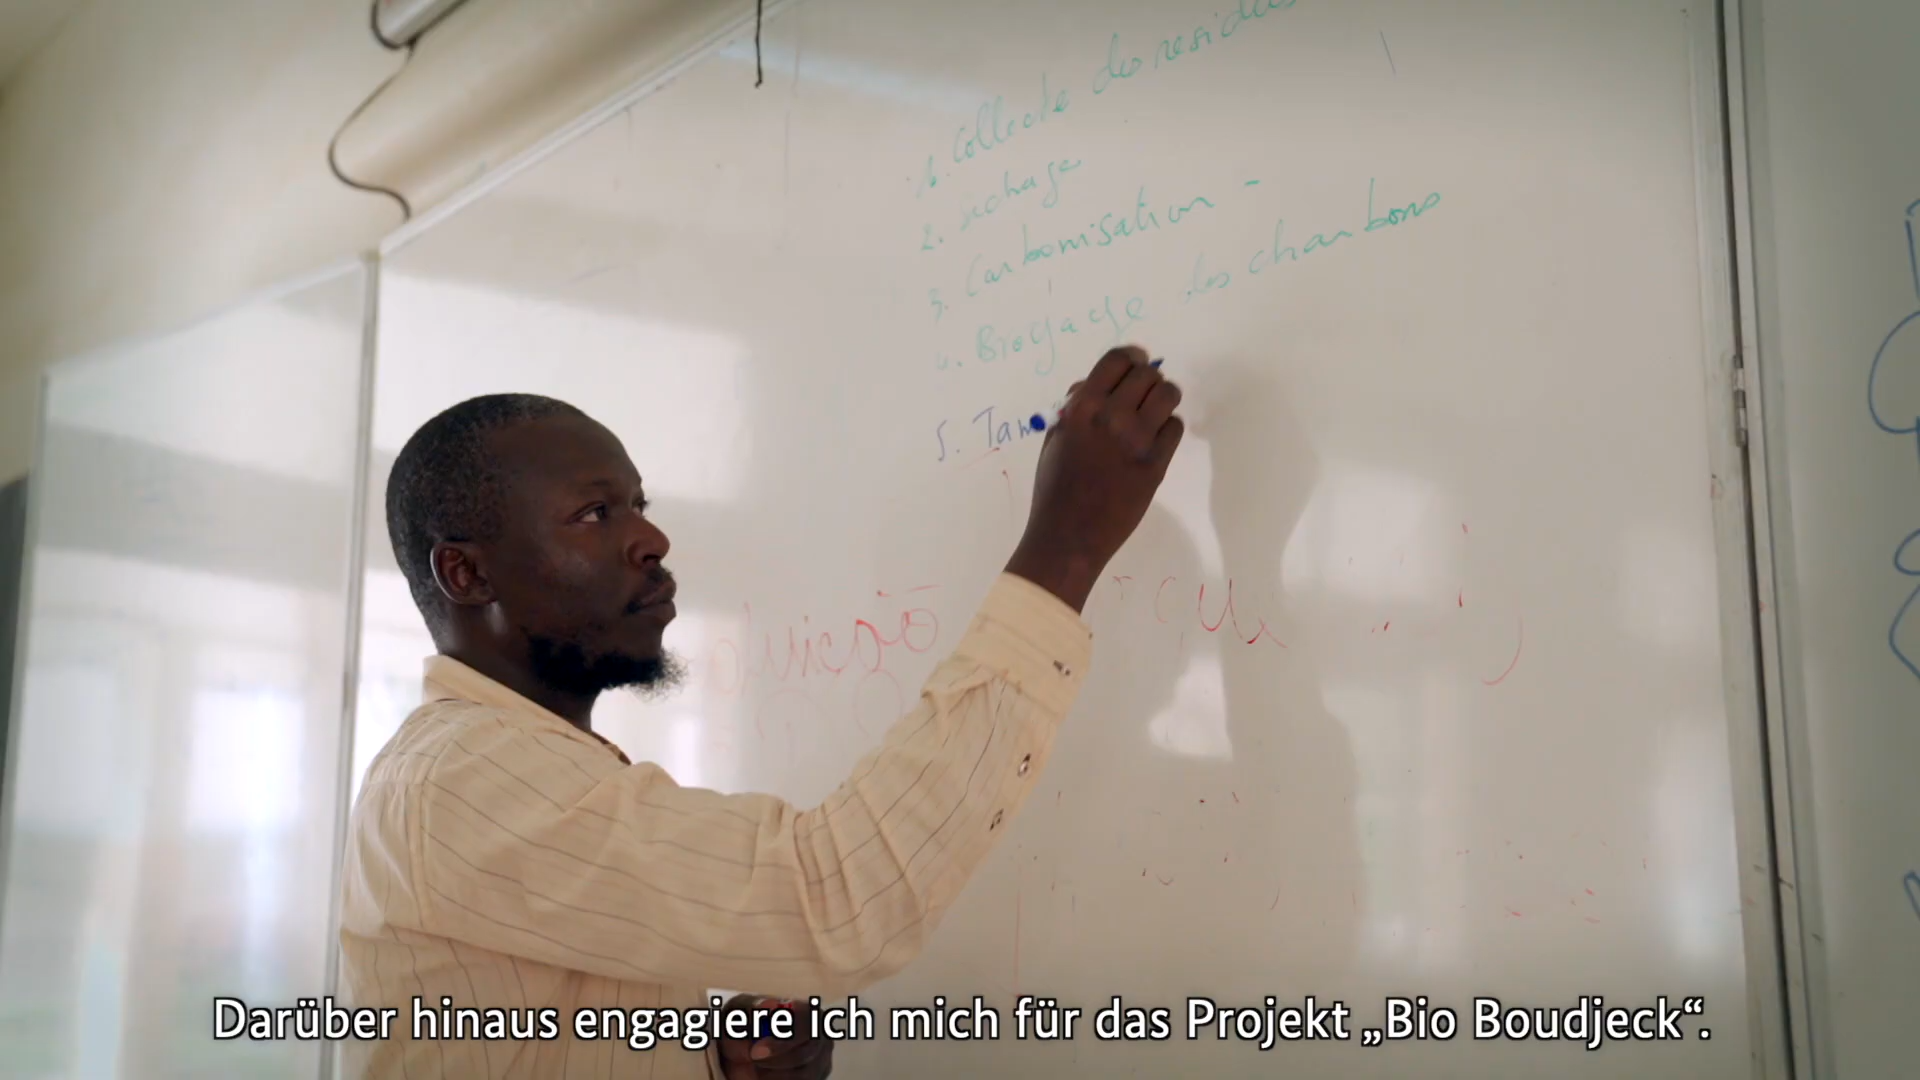 1. Collecte des residus
2. sechage
3. Carbonisation -
4. Broyage des charbons
5. Tam
Darüber hinaus engagiere ich mich für das Projekt „Bio Boudjeck“.